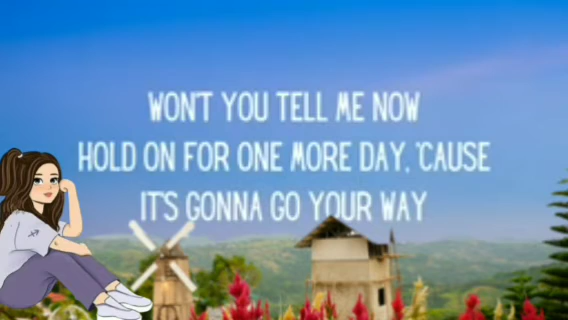 WON'T YOU TELL ME NOW
HOLD ON FOR ONE MORE DAY, 'CAUSE
IT'S GONNA GO YOUR WAY